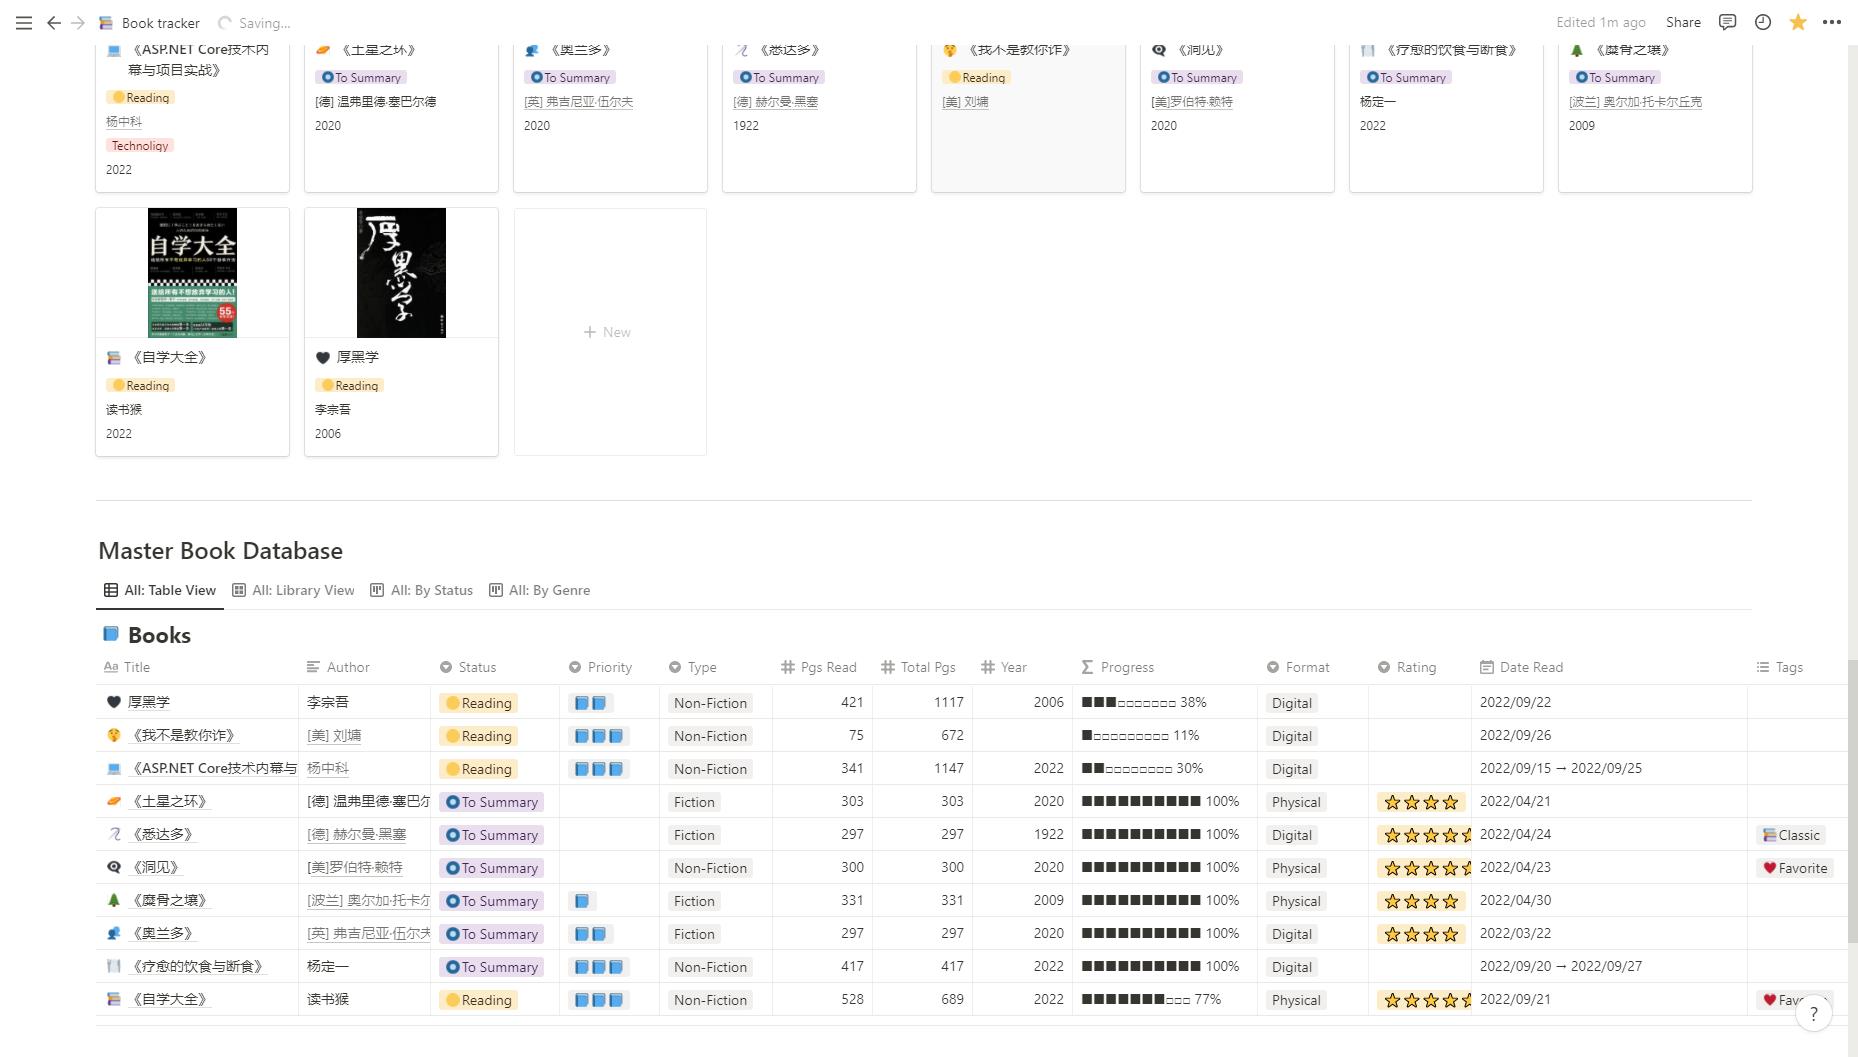 Book tracker
Saving...
Edited 1m ago
Share
《ASP.NET Core技术内幕与项目实战》
Reading
杨中科
Technoliqy
2022
《土星之环》
To Summary
[德] 温弗里德·塞巴尔德
2020
《奥兰多》
To Summary
[英] 弗吉尼亚·伍尔夫
2020
《悉达多》
To Summary
[德] 赫尔曼·黑塞
1922
《我不是教你诈》
Reading
[美] 刘墉
《洞见》
To Summary
[美]罗伯特·赖特
2020
《疗愈的饮食与断食》
To Summary
杨定一
2022
《糜骨之壤》
To Summary
[波兰] 奥尔加·托卡尔丘克
2009
自学大全
55
《自学大全》
Reading
读书猴
2022
厚黑学
厚黑学
Reading
李宗吾
2006
+ New
Master Book Database
All: Table View All: Library View All: By Status All: By Genre
Books
Aa Title Author Status Priority Type # Pgs Read # Total Pgs # Year Σ Progress Format Rating Date Read Tags
厚黑学 李宗吾 Reading Non-Fiction 421 1117 2006 ■■■□□□□□□□ 38% Digital 2022/09/22
《我不是教你诈》 [美] 刘墉 Reading Non-Fiction 75 672 ■□□□□□□□□□ 11% Digital 2022/09/26
《ASP.NET Core技术内幕与 杨中科 Reading Non-Fiction 341 1147 2022 ■■□□□□□□□□ 30% Digital 2022/09/15 → 2022/09/25
《土星之环》 [德] 温弗里德·塞巴尔 To Summary Fiction 303 303 2020 ■■■■■■■■■■ 100% Physical 2022/04/21
《悉达多》 [德] 赫尔曼·黑塞 To Summary Fiction 297 297 1922 ■■■■■■■■■■ 100% Digital 2022/04/24 Classic
《洞见》 [美]罗伯特·赖特 To Summary Non-Fiction 300 300 2020 ■■■■■■■■■■ 100% Physical 2022/04/23 Favorite
《糜骨之壤》 [波兰] 奥尔加·托卡尔 To Summary Fiction 331 331 2009 ■■■■■■■■■■ 100% Physical 2022/04/30
《奥兰多》 [英] 弗吉尼亚·伍尔夫 To Summary Fiction 297 297 2020 ■■■■■■■■■■ 100% Digital 2022/03/22
《疗愈的饮食与断食》 杨定一 To Summary Non-Fiction 417 417 2022 ■■■■■■■■■■ 100% Digital 2022/09/20 → 2022/09/27
《自学大全》 读书猴 Reading Non-Fiction 528 689 2022 ■■■■■■■□□□ 77% Physical 2022/09/21
?